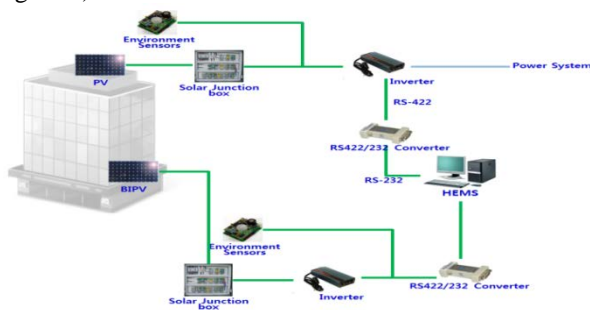 Environment
Sensors
PV
Solar Junction
box
Inverter
Power System
RS-422
RS422/232 Converter
RS-232
HEMS
BIPV
Environment
Sensors
Solar Junction
box
Inverter
RS422/232 Converter